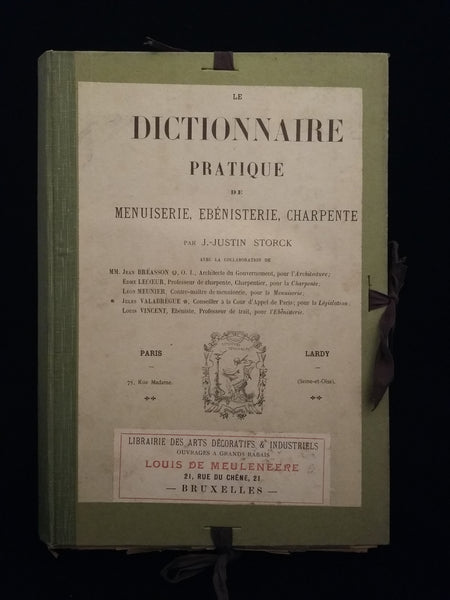 LE
DICTIONNAIRE
PRATIQUE
DE
MENUISERIE, EBÉNISTERIE, CHARPENTE
PAR J.-JUSTIN STORCK
AVEC LA COLLABORATION DE
MM. JEAN BRÉASSON O. I., Architecte du Gouvernement, pour l'Architecture;
EDME LECŒUR, Professeur de charpente, Charpentier, pour la Charpente;
LÉON MEUNIER, Contre-maître de menuiserie, pour la Menuiserie;
JULES VALABRÈGUE, Conseiller à la Cour d'Appel de Paris; pour la Législation;
LOUIS VINCENT, Ebéniste, Professeur de trait, pour l'Ebénisterie.
PARIS
75, Rue Madame.
LARDY
(Seine-et-Oise).
LIBRAIRIE DES ARTS DÉCORATIFS & INDUSTRIELS
OUVRAGES A GRANDS RABAIS
LOUIS DE MEULENEERE
21, RUE DU CHÊNE, 21
— BRUXELLES —